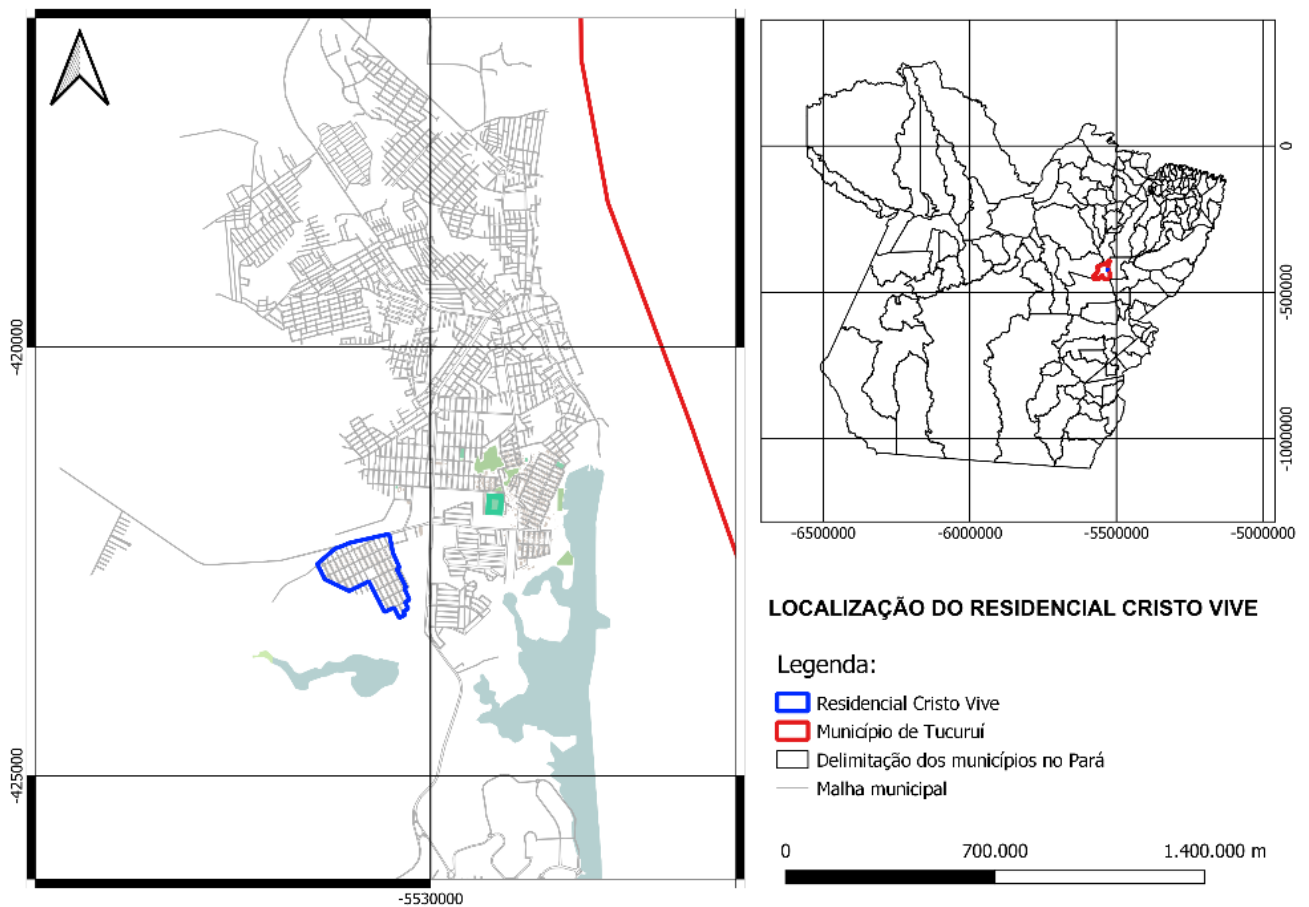 -420000
-425000
-5530000
0
-500000
-1000000
-6500000
-6000000
-5500000
-5000000
LOCALIZAÇÃO DO RESIDENCIAL CRISTO VIVE
Legenda:
Residencial Cristo Vive
Município de Tucuruí
Delimitação dos municípios no Pará
Malha municipal
0 700.000 1.400.000 m